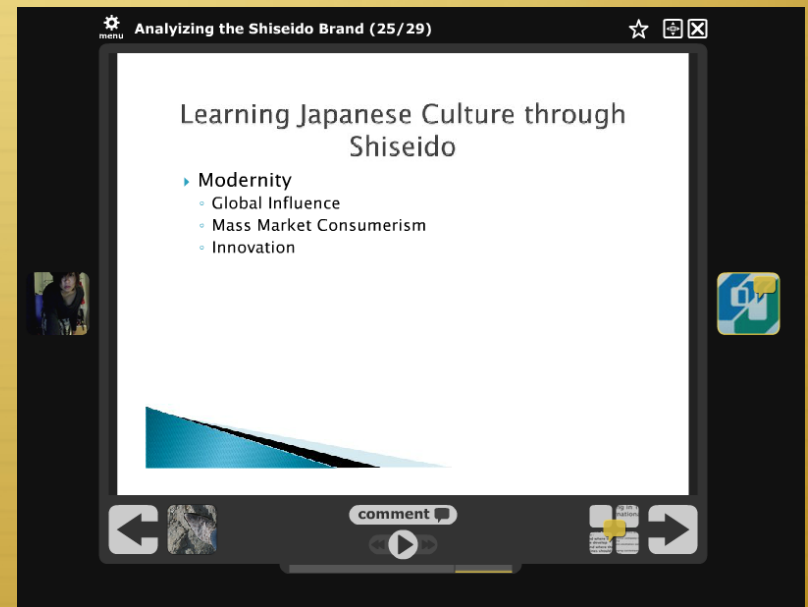 menu
Analyizing the Shiseido Brand (25/29)
Learning Japanese Culture through
Shiseido
Modernity
Global Influence
Mass Market Consumerism
Innovation
comment